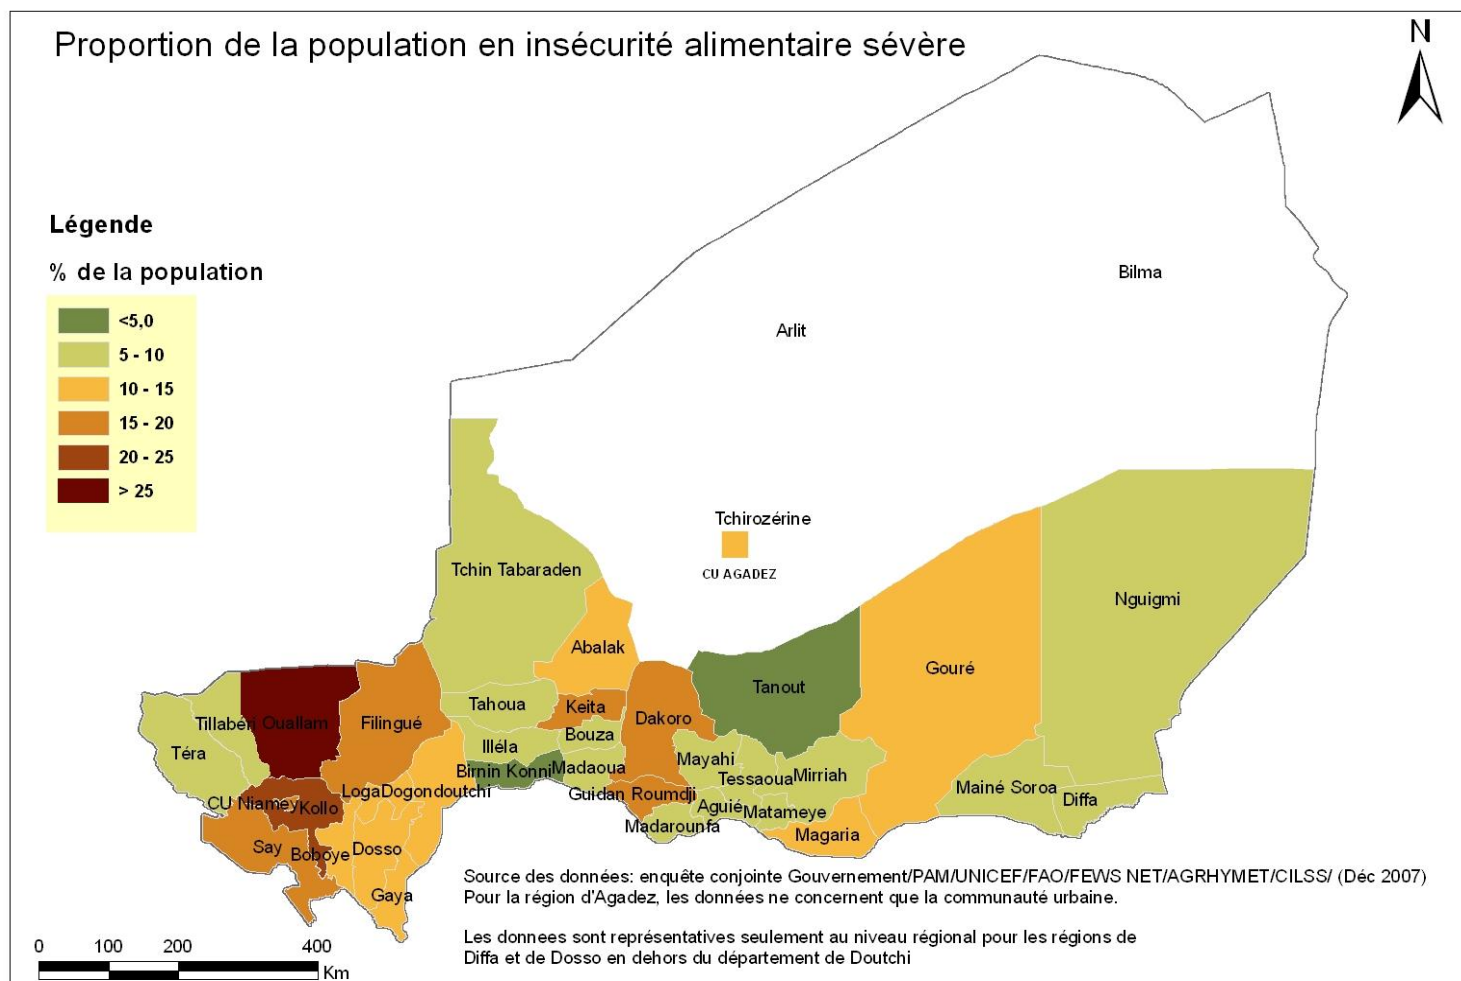 Proportion de la population en insécurité alimentaire sévère
N
Légende
% de la population
<5,0
5 - 10
10 - 15
15 - 20
20 - 25
> 25
Bilma
Arlit
Tchirozérine
CU AGADEZ
Tchin Tabaraden
Nguigmi
Abalak
Gouré
Tanout
Tahoua
Keita
Dakoro
Tillabéri
Ouallam
Filingué
Téra
Illéla
Bouza
Mayahi
Birnin Konni
Madaoua
Tessaoua
Mirriah
Mainé Soroa
Diffa
Loga
Dogondoutchi
Guidan Roumdji
CU Niamey
Kollo
Aguié
Matameye
Madarounfa
Magaria
Say
Boboye
Dosso
Gaya
Source des données: enquête conjointe Gouvernement/PAM/UNICEF/FAO/FEWS NET/AGRHYMET/CILSS/ (Déc 2007)
Pour la région d'Agadez, les données ne concernent que la communauté urbaine.
Les donnees sont représentatives seulement au niveau régional pour les régions de
Diffa et de Dosso en dehors du département de Doutchi
0 100 200 400
Km